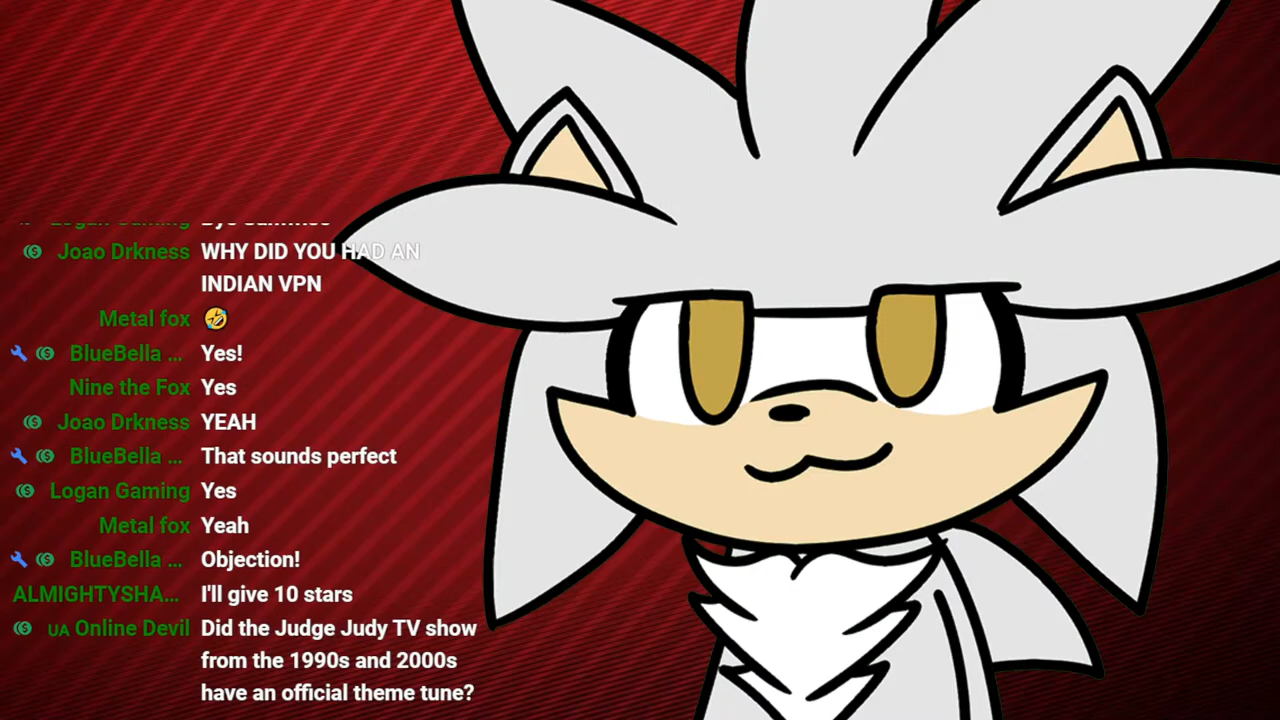 Joao Drkness WHY DID YOU HAD AN
INDIAN VPN
Metal fox 🤣
BlueBella ... Yes!
Nine the Fox Yes
Joao Drkness YEAH
BlueBella ... That sounds perfect
Logan Gaming Yes
Metal fox Yeah
BlueBella ... Objection!
ALMIGHTYSHA... I'll give 10 stars
UA Online Devil Did the Judge Judy TV show
from the 1990s and 2000s
have an official theme tune?